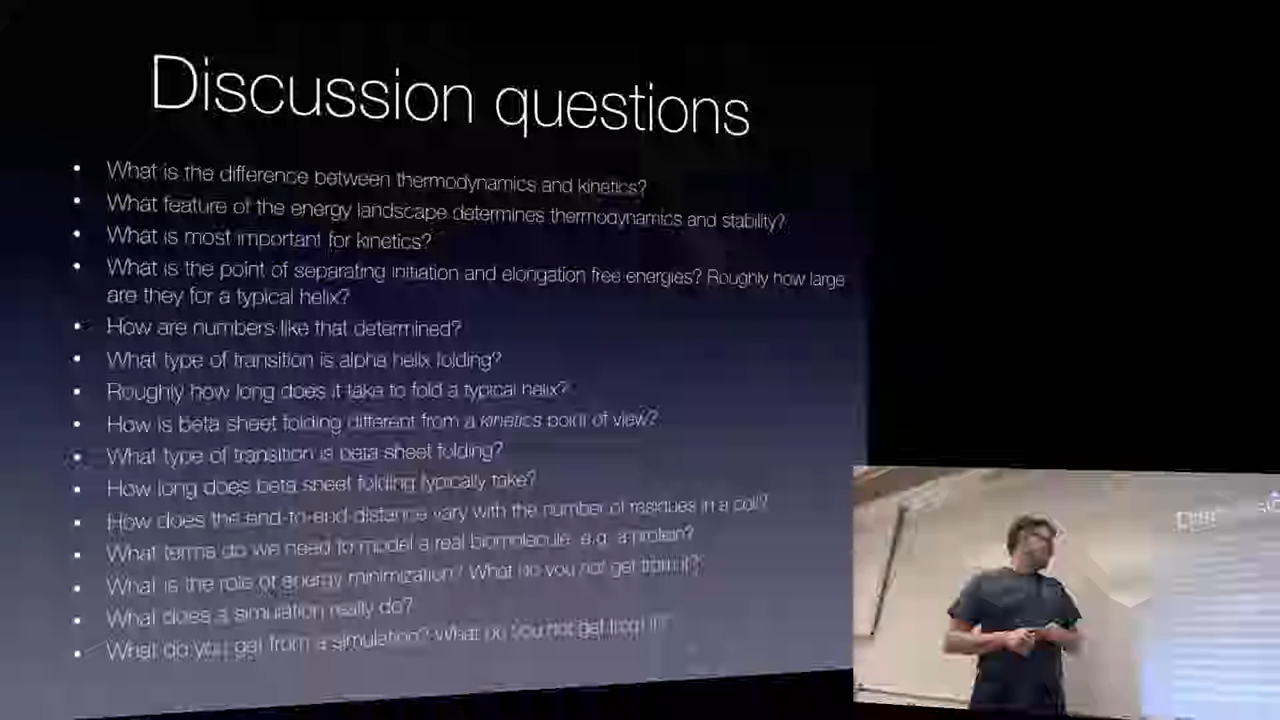 Discussion questions
• What is the difference between thermodynamics and kinetics?
• What feature of the energy landscape determines thermodynamics and stability?
• What is most important for kinetics?
• What is the point of separating initiation and elongation free energies? Roughly how large
are they for a typical helix?
• How are numbers like that determined?
• What type of transition is alpha helix folding?
• Roughly how long does it take to fold a typical helix?
• How is beta sheet folding different from a kinetics point of view?
• What type of transition is beta sheet folding?
• How long does beta sheet folding typically take?
• How does the end-to-end-distance vary with the number of residues in a coil?
• What terms do we need to model a real biomolecule, e.g. a protein?
• What is the role of energy minimization? What do you not get from it?
• What does a simulation really do?
• What do you get from a simulation? What do you not get from it?